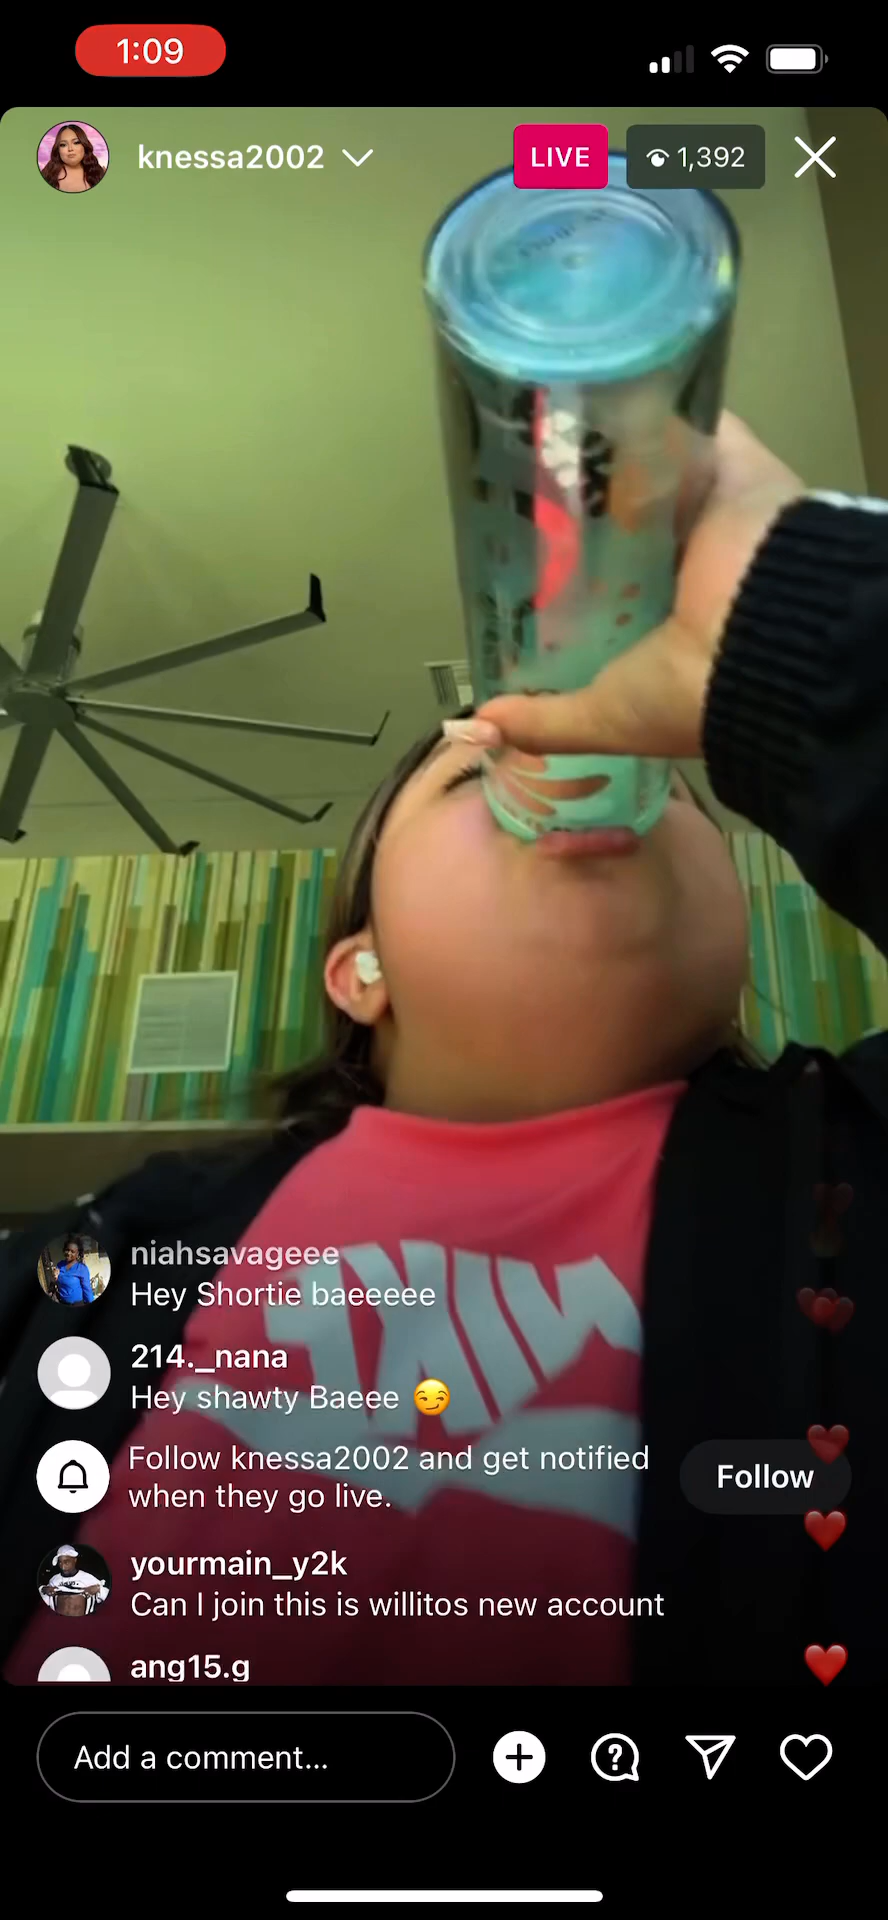 1:09
knessa2002
LIVE
1,392
NIKE
niahsavageee
Hey Shortie baeeeee
214._nana
Hey shawty Baeee 😏
Follow knessa2002 and get notified
when they go live.
Follow
yourmain_y2k
Can I join this is willitos new account
ang15.g
Add a comment...